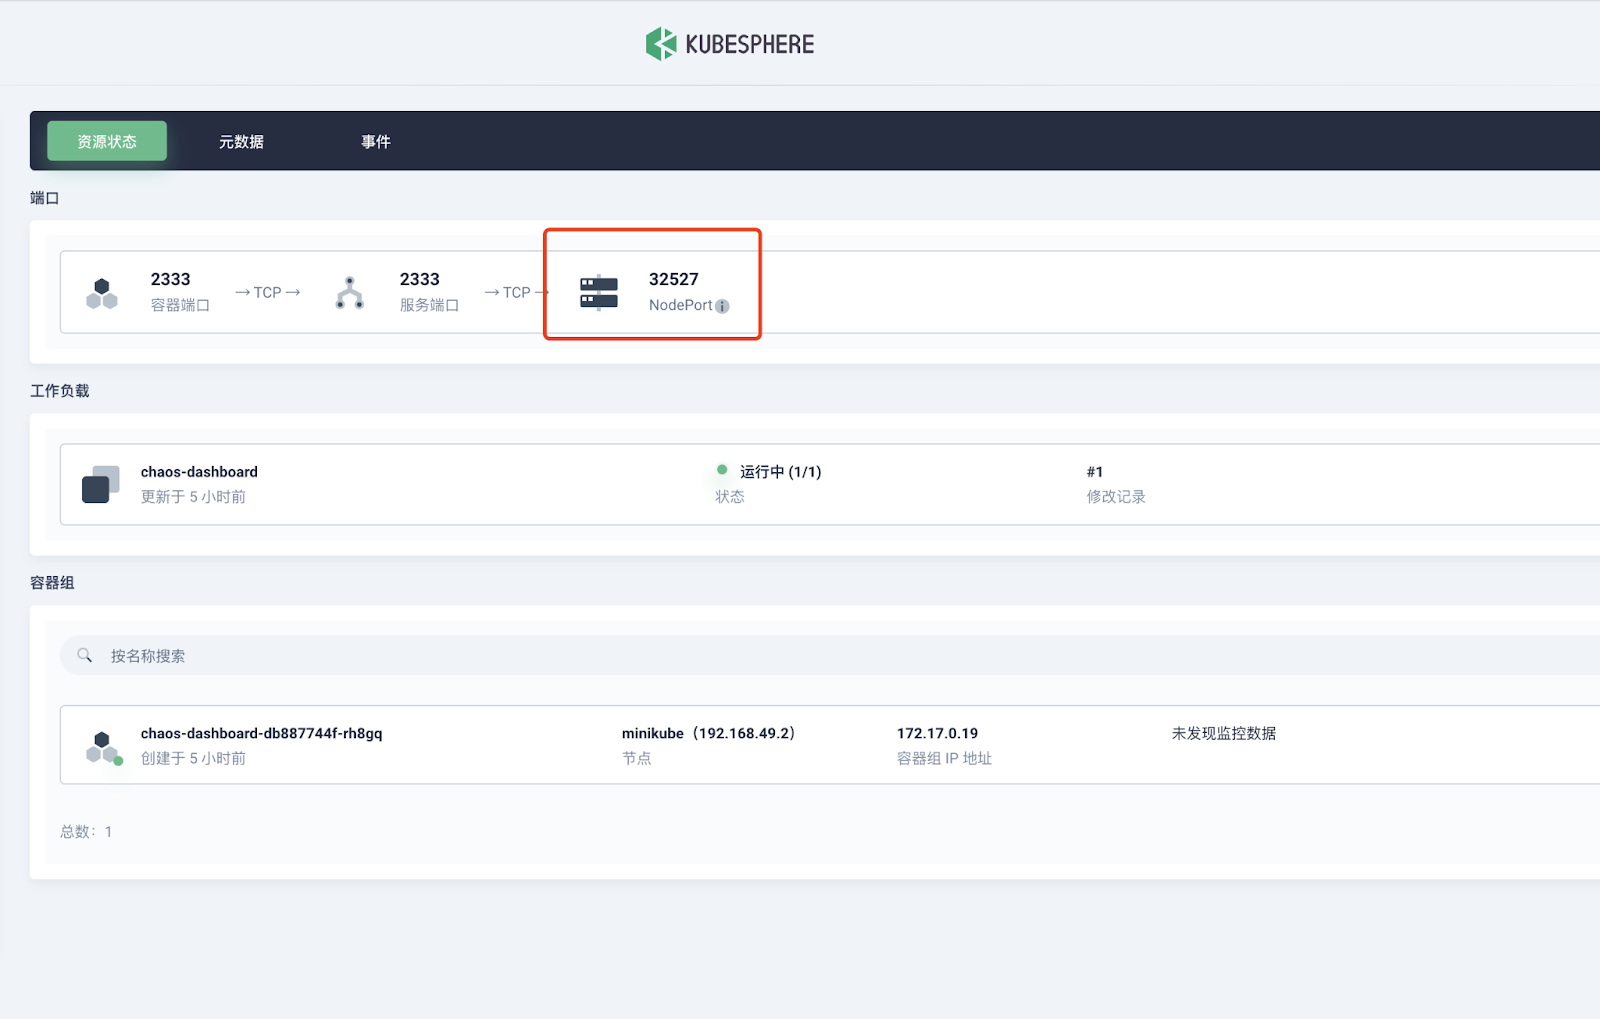 KUBESPHERE
资源状态 元数据 事件
端口
2333 →TCP→ 2333 →TCP→ 32527
容器端口 服务端口 NodePort
工作负载
chaos-dashboard 运行中 (1/1) #1
更新于 5 小时前 状态 修改记录
容器组
按名称搜索
chaos-dashboard-db887744f-rh8gq minikube（192.168.49.2） 172.17.0.19 未发现监控数据
创建于 5 小时前 节点 容器组 IP 地址
总数：1